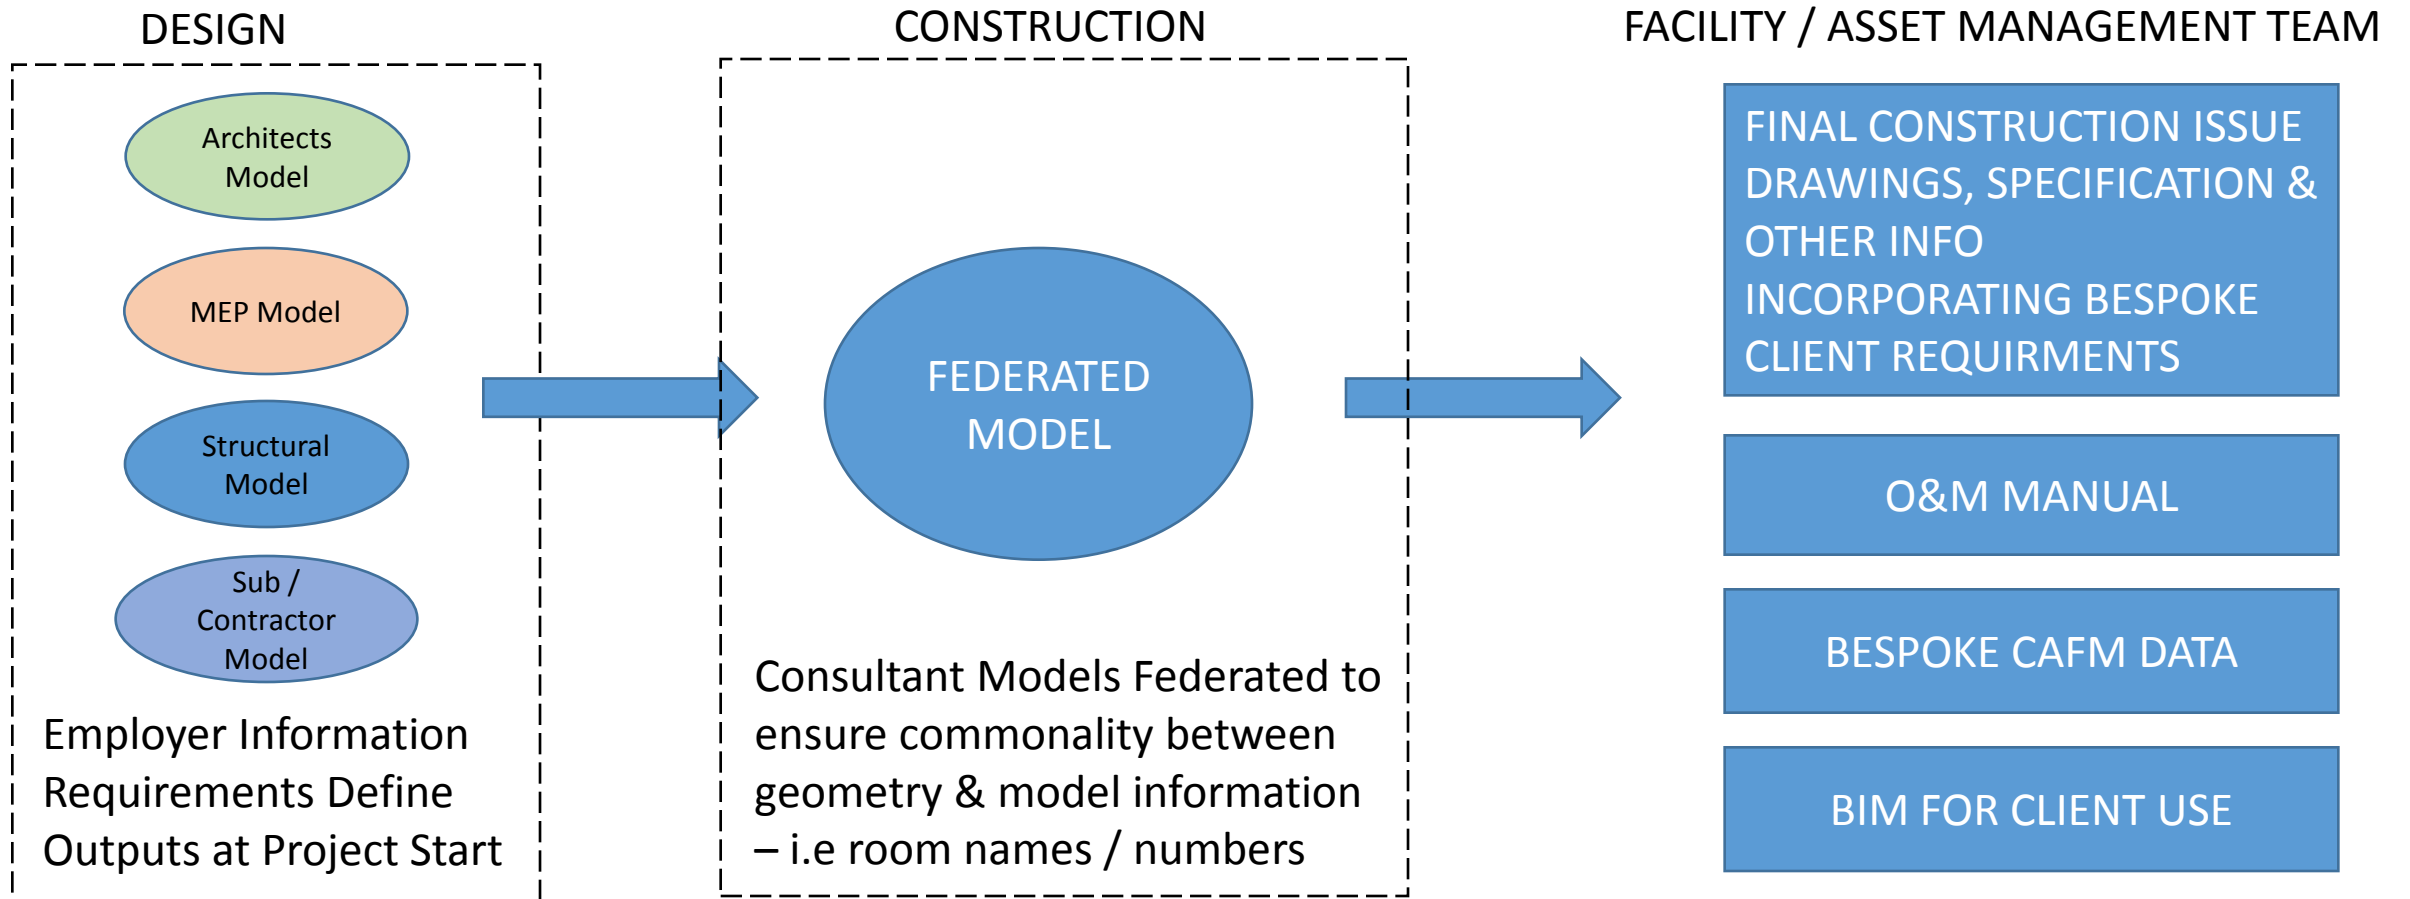 DESIGN
Architects
Model
MEP Model
Structural
Model
Sub /
Contractor
Model
Employer Information
Requirements Define
Outputs at Project Start
CONSTRUCTION
FEDERATED
MODEL
Consultant Models Federated to
ensure commonality between
geometry & model information
– i.e room names / numbers
FACILITY / ASSET MANAGEMENT TEAM
FINAL CONSTRUCTION ISSUE
DRAWINGS, SPECIFICATION &
OTHER INFO
INCORPORATING BESPOKE
CLIENT REQUIRMENTS
O&M MANUAL
BESPOKE CAFM DATA
BIM FOR CLIENT USE